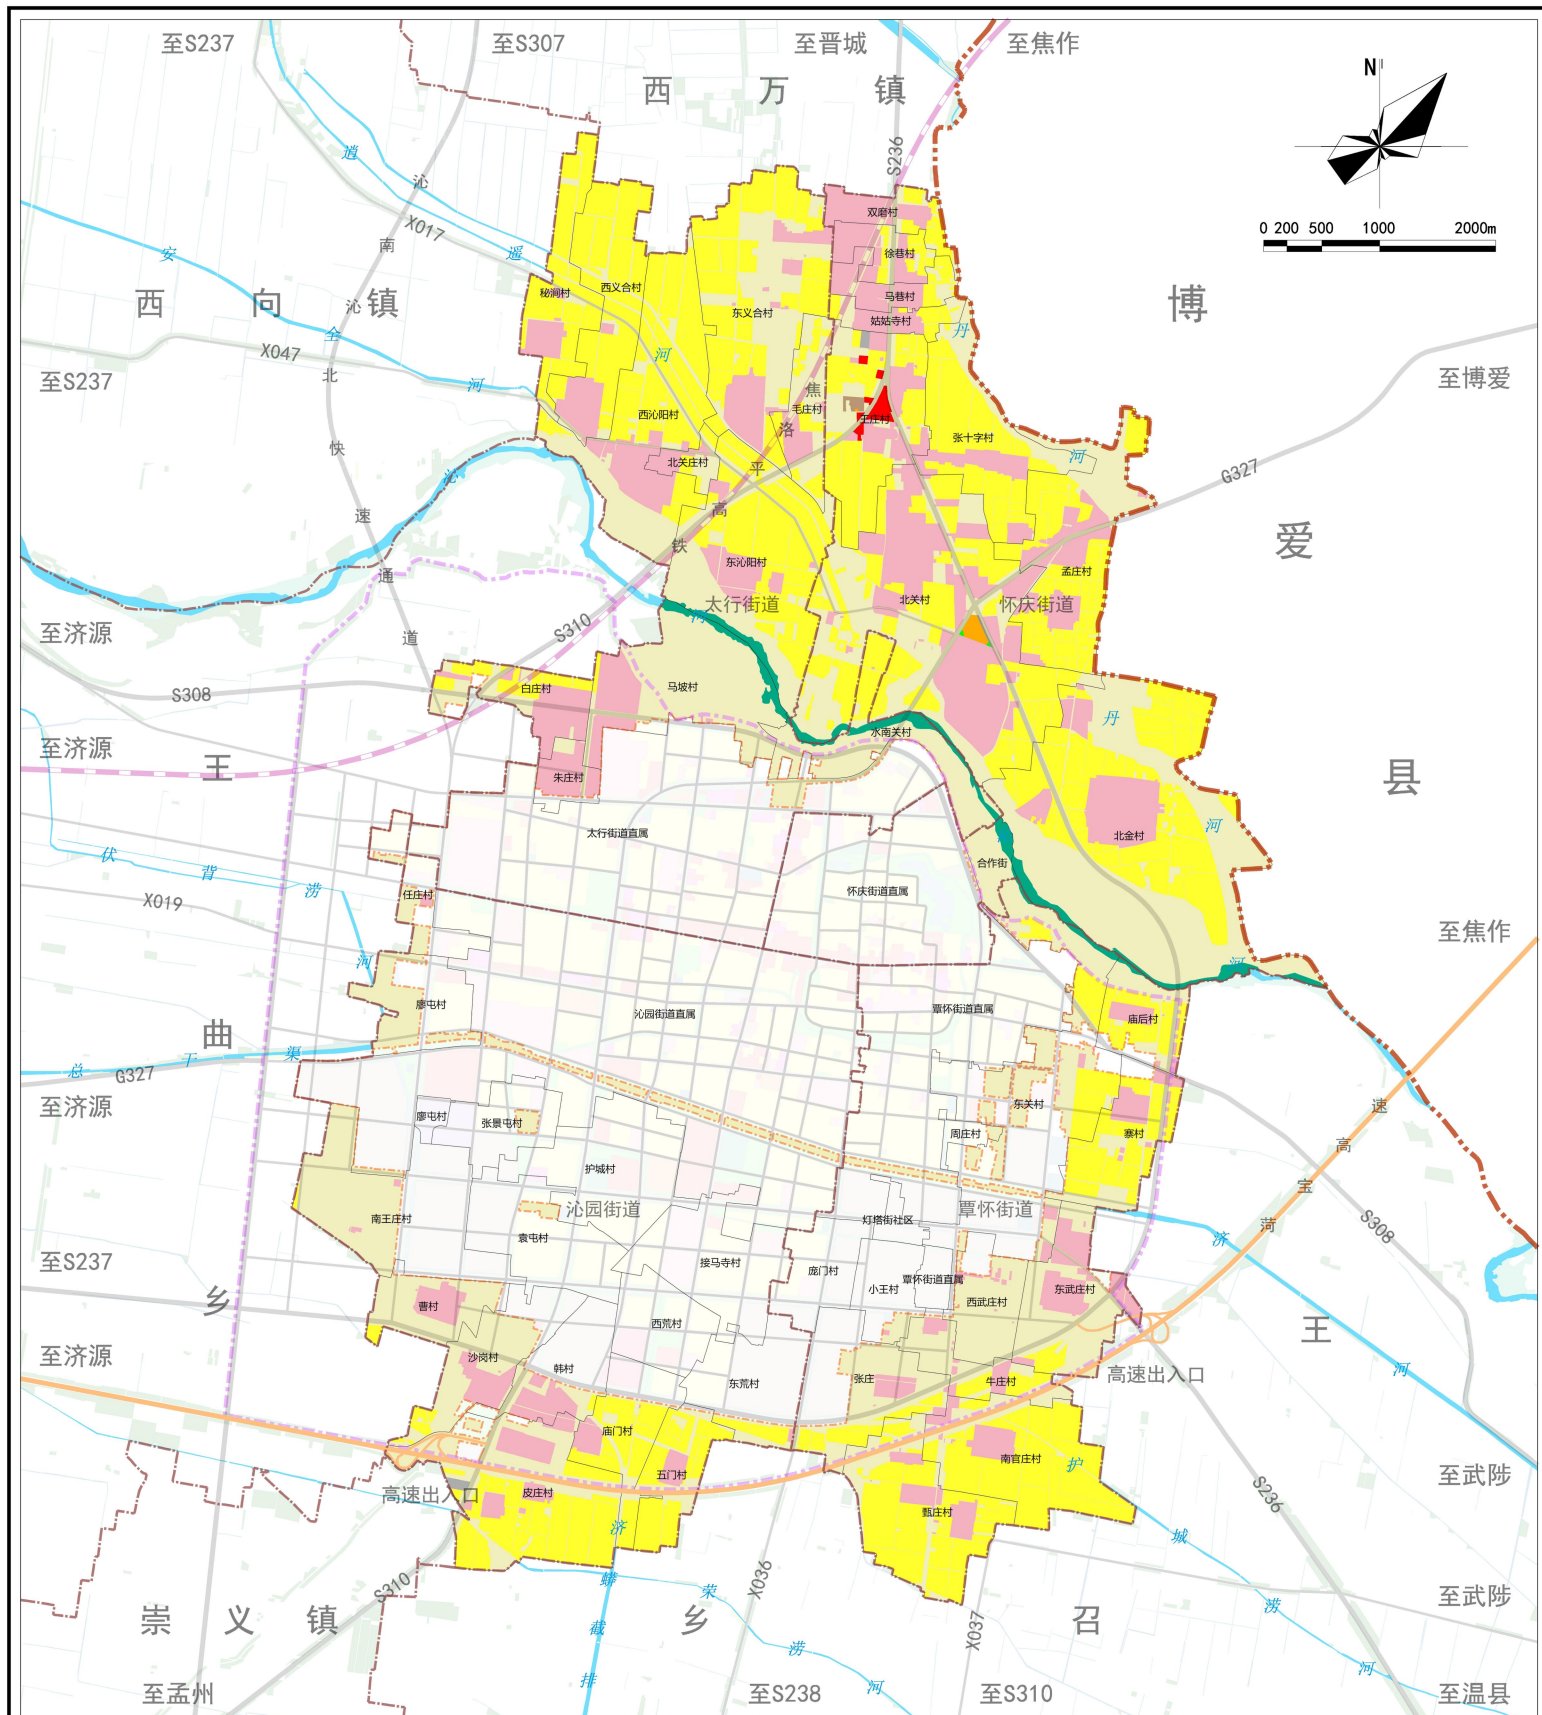 至S237
至S307
至晋城
至焦作
西万镇
N
S236
0 200 500 1000 2000m
逍
沁
X017
南
遥
安
双磨村
徐巷村
秘涧村
西义合村
马巷村
西向镇
沁
东义合村
姑姑寺村
博
全
丹
X047
河
至S237
北
河
焦
至博爱
毛庄村
王庄村
西沁阳村
洛
张十字村
快
北关庄村
平
河
沁
G327
速
高
铁
爱
东沁阳村
孟庄村
通
太行街道
北关村
怀庆街道
河
至济源
道
S310
白庄村
马坡村
S308
丹
水南关村
至济源
王
朱庄村
县
太行街道直属
北金村
河
伏
背
合作街
涝
怀庆街道直属
任庄村
X019
至焦作
河
河
廖屯村
沁园街道直属
覃怀街道直属
庙后村
曲
总
干
渠
G327
至济源
廖屯村
张景屯村
东关村
速
周庄村
寨村
高
护城村
宝
南王庄村
沁园街道
灯塔街社区
覃怀街道
菏
S308
袁屯村
济
至S237
接马寺村
庞门村
覃怀街道直属
小王村
东武庄村
乡
曹村
西武庄村
西荒村
王
至济源
沙岗村
韩村
河
东荒村
张庄
牛庄村
高速出入口
庙门村
南官庄村
护
五门村
至武陟
高速出入口
皮庄村
S236
甄庄村
济
城
蟒
荣
X036
S310
至武陟
崇义镇
截
乡
X037
召
涝
涝
河
排
河
至孟州
至S238
至S310
至温县